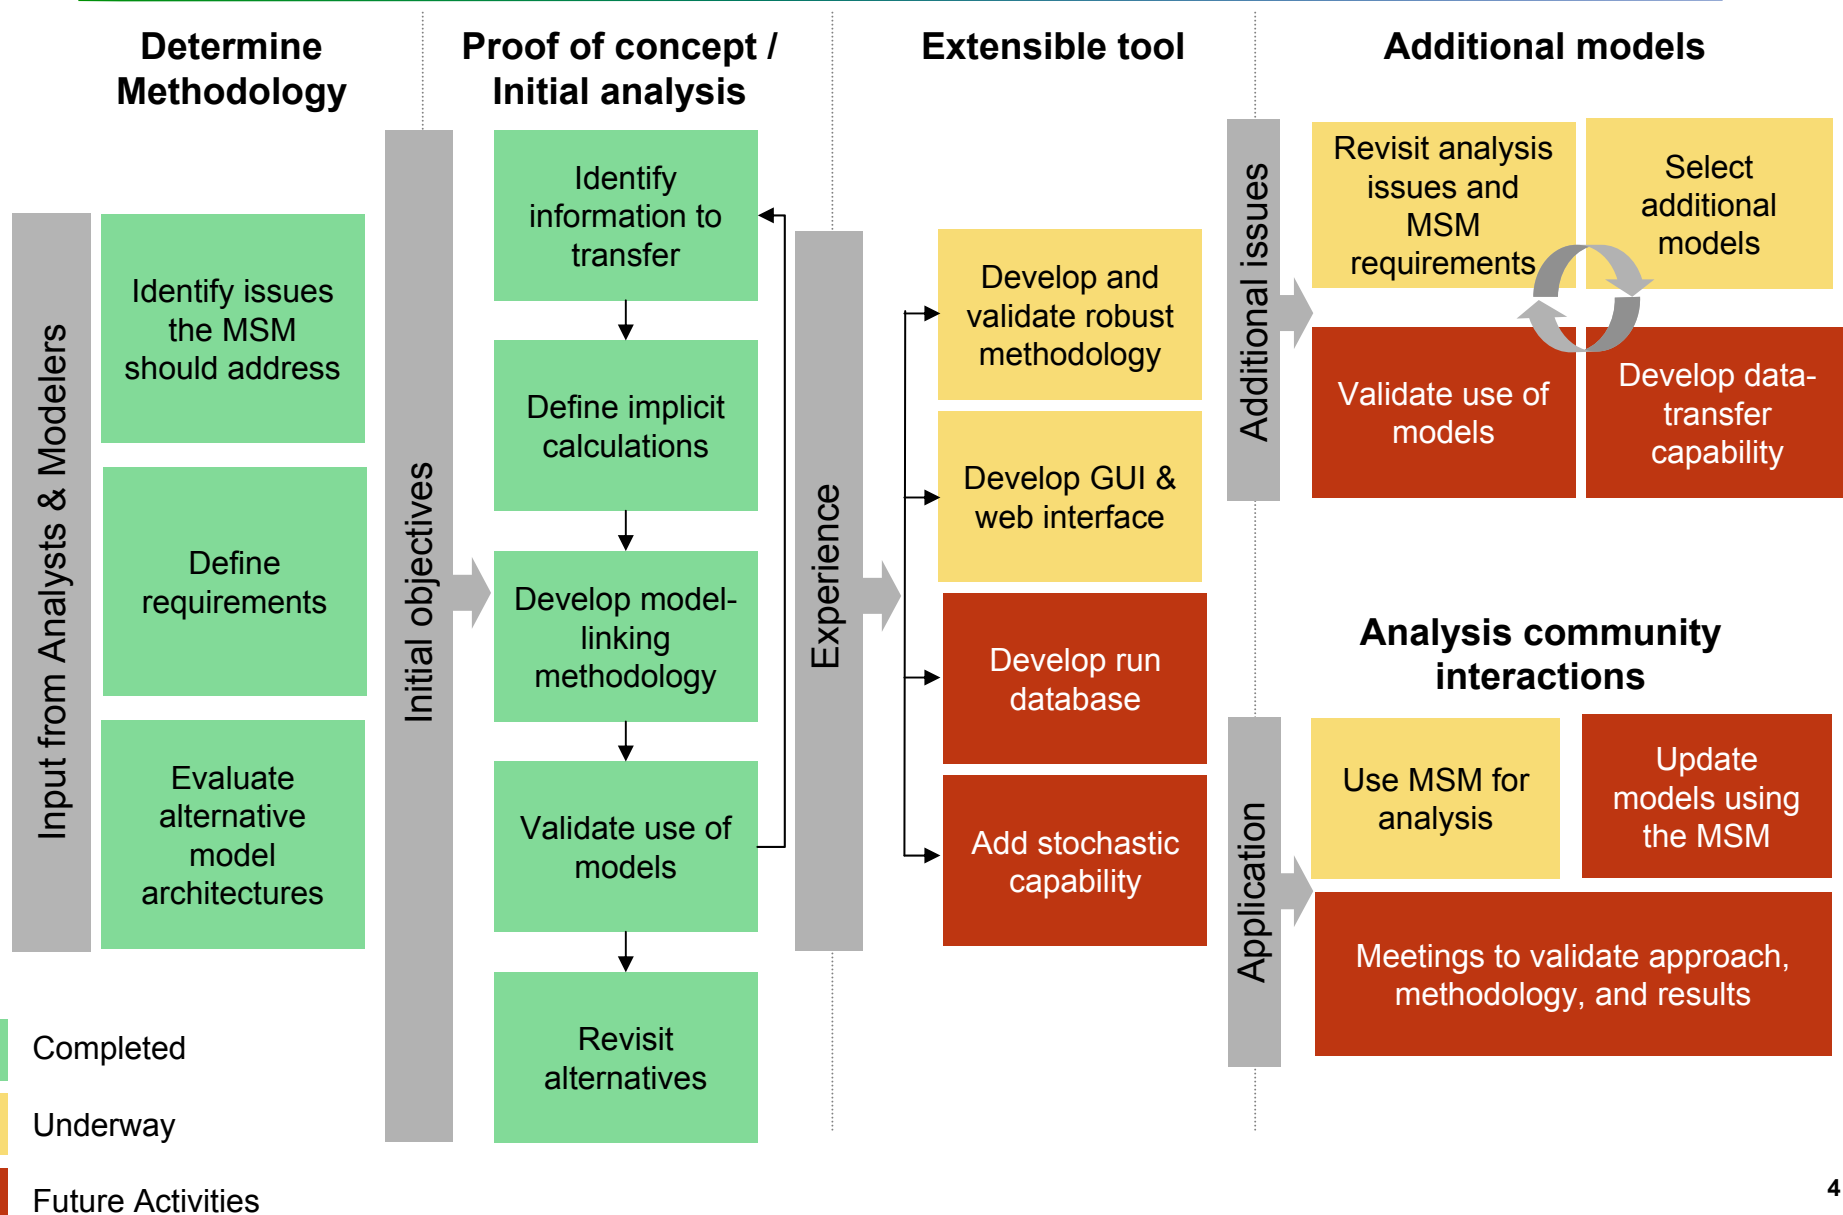 Determine
Methodology
Input from Analysts & Modelers
Identify issues
the MSM
should address
Define
requirements
Evaluate
alternative
model
architectures
Proof of concept /
Initial analysis
Initial objectives
Identify
information to
transfer
Define implicit
calculations
Develop model-
linking
methodology
Validate use of
models
Revisit
alternatives
Extensible tool
Experience
Develop and
validate robust
methodology
Develop GUI &
web interface
Develop run
database
Add stochastic
capability
Additional models
Additional issues
Revisit analysis
issues and
MSM
requirements
Select
additional
models
Validate use of
models
Develop data-
transfer
capability
Analysis community
interactions
Application
Use MSM for
analysis
Update
models using
the MSM
Meetings to validate approach,
methodology, and results
Completed
Underway
Future Activities
4